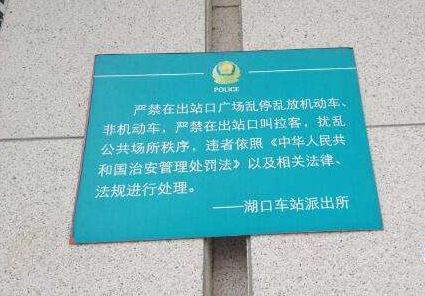 POLICE
严禁在出站口广场乱停乱放机动车、
非机动车，严禁在出站口叫拉客，扰乱
公共场所秩序，违者依照《中华人民共
和国治安管理处罚法》以及相关法律、
法规进行处理。
——湖口车站派出所